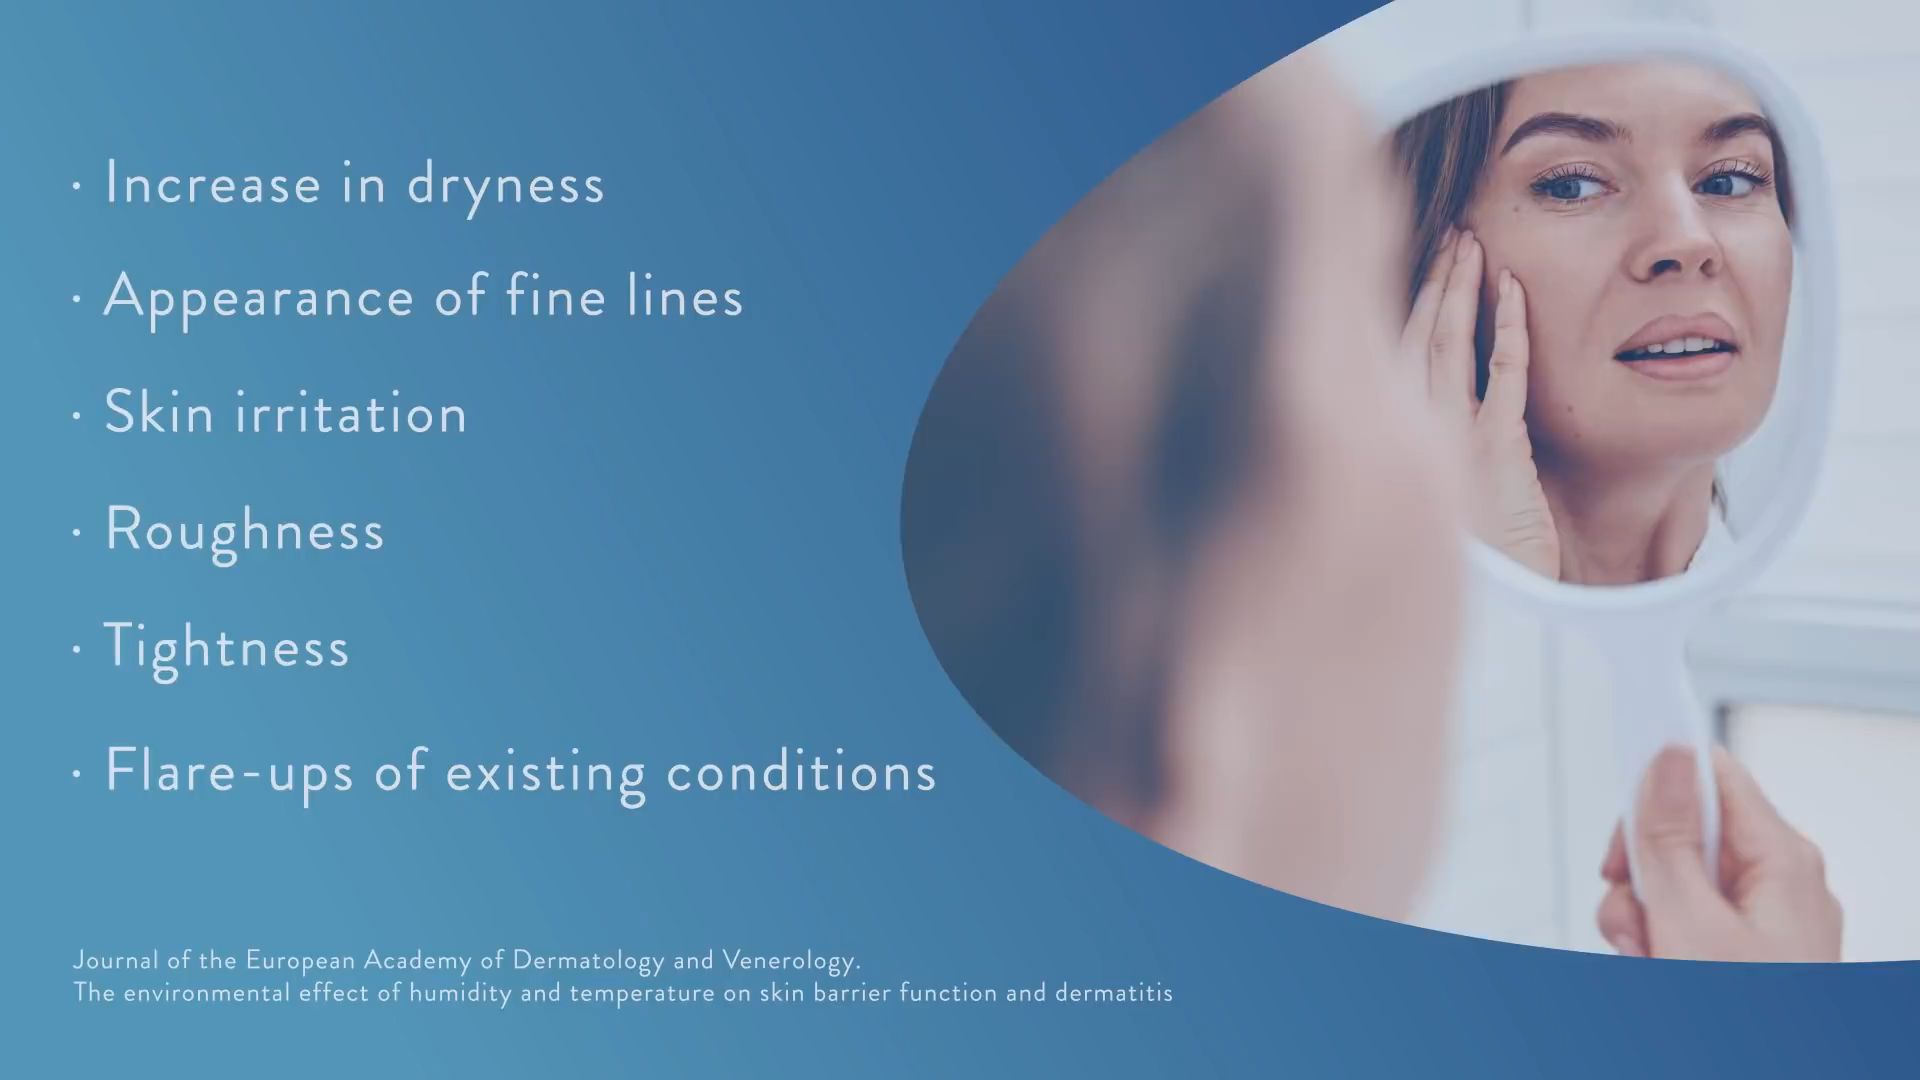 · Increase in dryness
· Appearance of fine lines
· Skin irritation
· Roughness
· Tightness
· Flare-ups of existing conditions
Journal of the European Academy of Dermatology and Venerology.
The environmental effect of humidity and temperature on skin barrier function and dermatitis